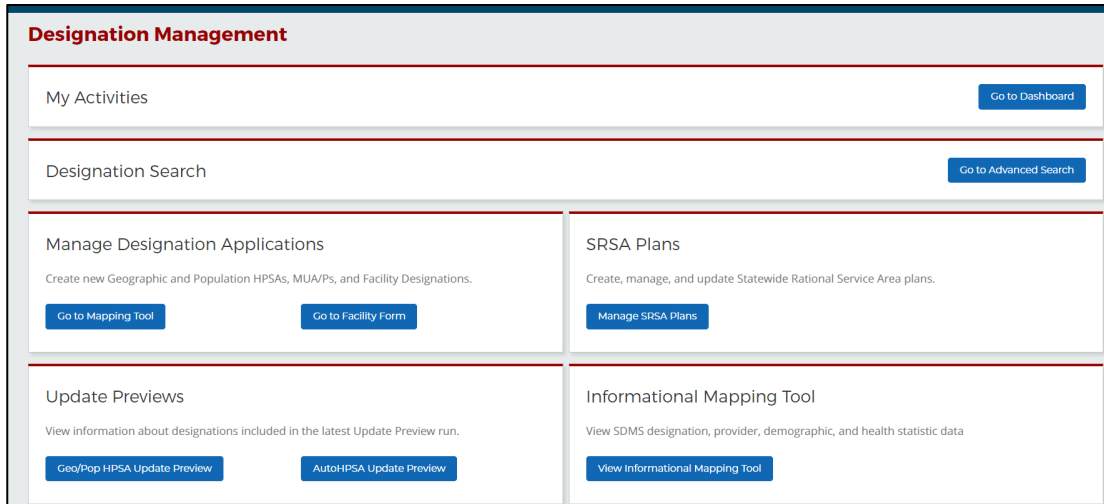 Designation Management
My Activities
Go to Dashboard
Designation Search
Go to Advanced Search
Manage Designation Applications
Create new Geographic and Population HPSAs, MUA/Ps, and Facility Designations.
Go to Mapping Tool
Go to Facility Form
SRSA Plans
Create, manage, and update Statewide Rational Service Area plans.
Manage SRSA Plans
Update Previews
View information about designations included in the latest Update Preview run.
Geo/Pop HPSA Update Preview
AutoHPSA Update Preview
Informational Mapping Tool
View SDMS designation, provider, demographic, and health statistic data
View Informational Mapping Tool